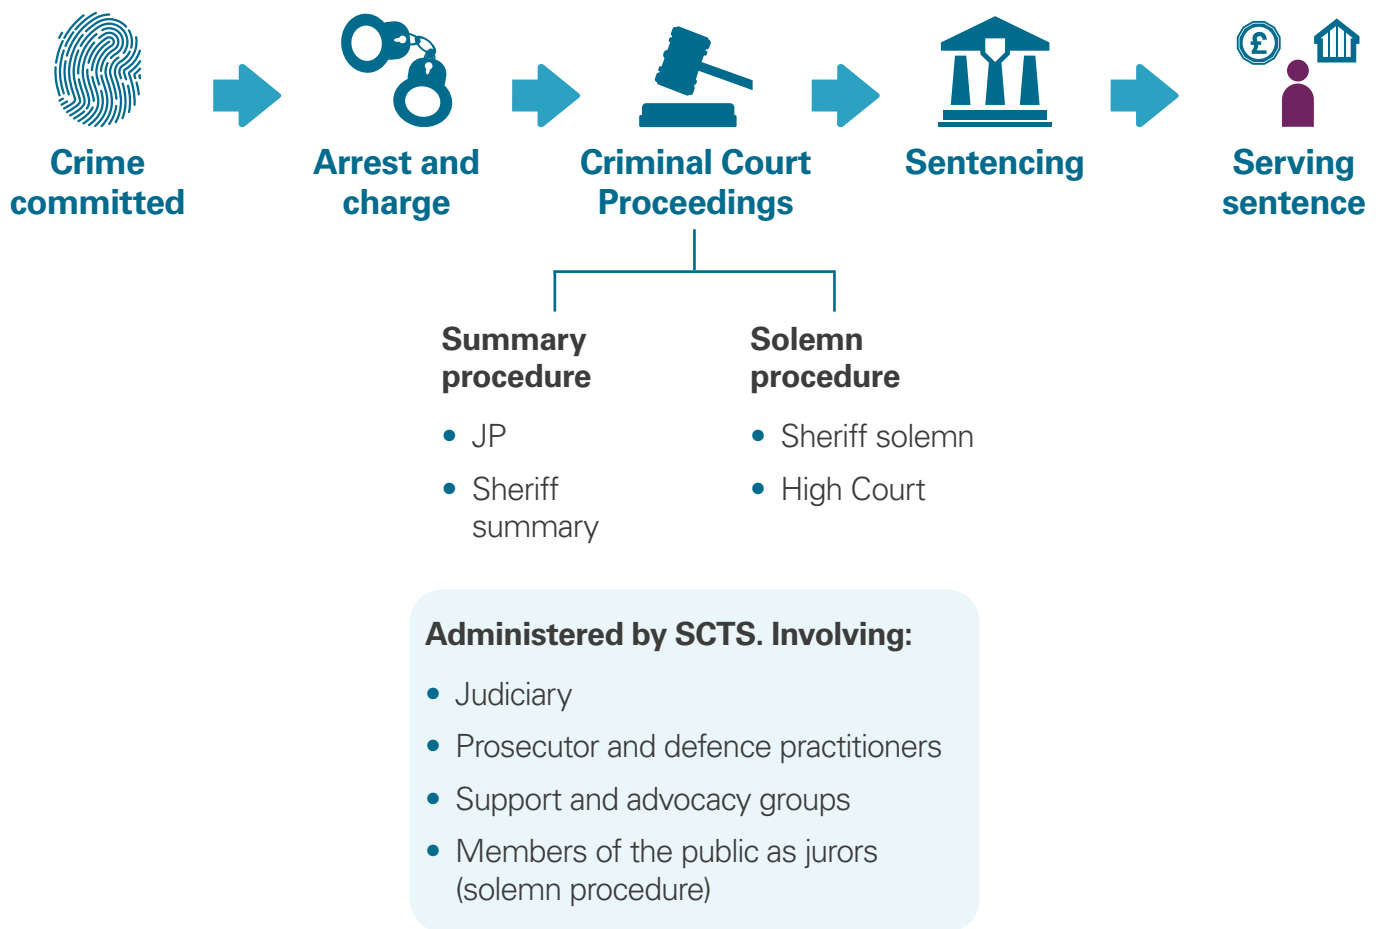 £
Crime
committed
Arrest and
charge
Criminal Court
Proceedings
Sentencing
Serving
sentence
Summary
procedure
• JP
• Sheriff
summary
Solemn
procedure
• Sheriff solemn
• High Court
Administered by SCTS. Involving:
• Judiciary
• Prosecutor and defence practitioners
• Support and advocacy groups
• Members of the public as jurors
(solemn procedure)